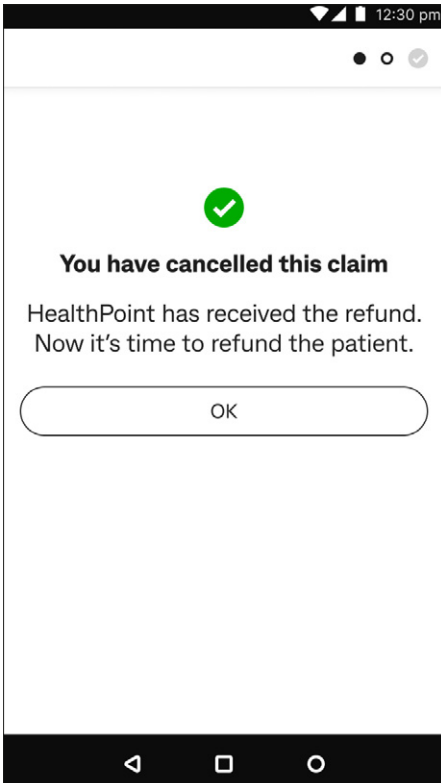 12:30 pm
You have cancelled this claim
HealthPoint has received the refund.
Now it’s time to refund the patient.
OK